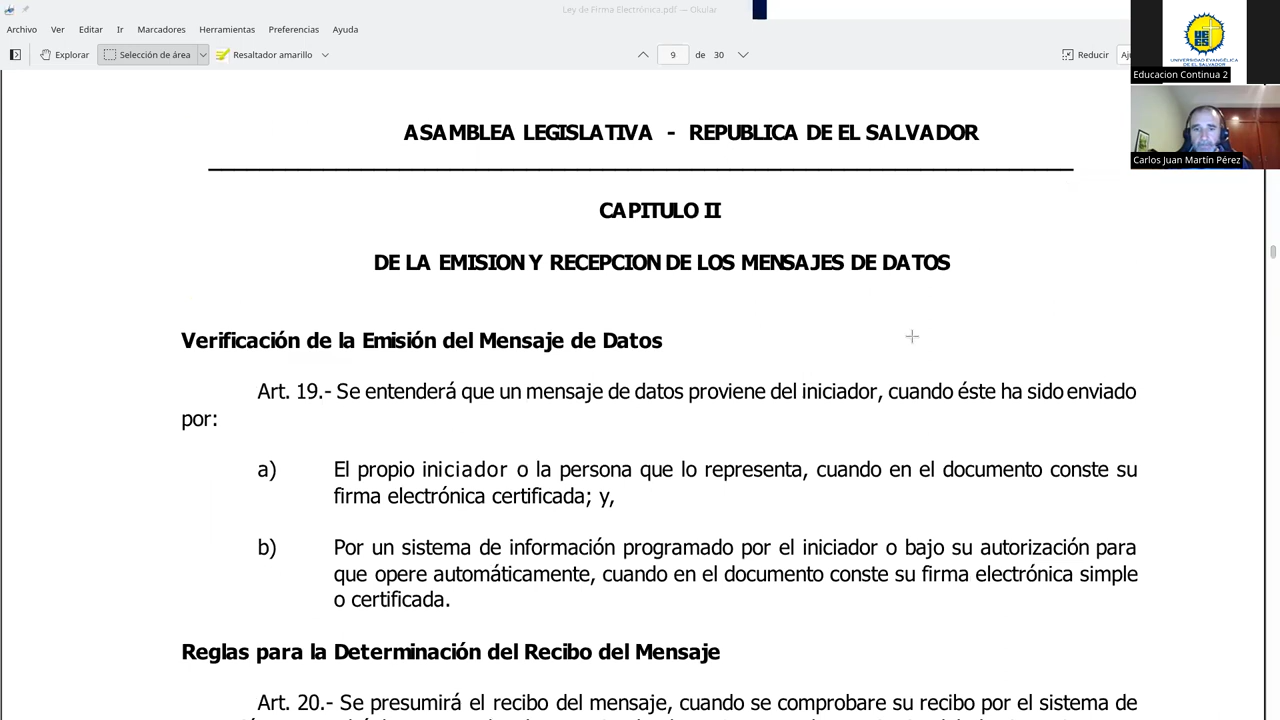 Ley de Firma Electrónica.pdf — Okular
Archivo Ver Editar Ir Marcadores Herramientas Preferencias Ayuda
Explorar Selección de área Resaltador amarillo 9 de 30 Reducir
UNIVERSIDAD EVANGÉLICA
DE EL SALVADOR
Educacion Continua 2
Carlos Juan Martín Pérez
ASAMBLEA LEGISLATIVA - REPUBLICA DE EL SALVADOR
CAPITULO II
DE LA EMISION Y RECEPCION DE LOS MENSAJES DE DATOS
Verificación de la Emisión del Mensaje de Datos
Art. 19.- Se entenderá que un mensaje de datos proviene del iniciador, cuando éste ha sido enviado
por:
a) El propio iniciador o la persona que lo representa, cuando en el documento conste su
firma electrónica certificada; y,
b) Por un sistema de información programado por el iniciador o bajo su autorización para
que opere automáticamente, cuando en el documento conste su firma electrónica simple
o certificada.
Reglas para la Determinación del Recibo del Mensaje
Art. 20.- Se presumirá el recibo del mensaje, cuando se comprobare su recibo por el sistema de